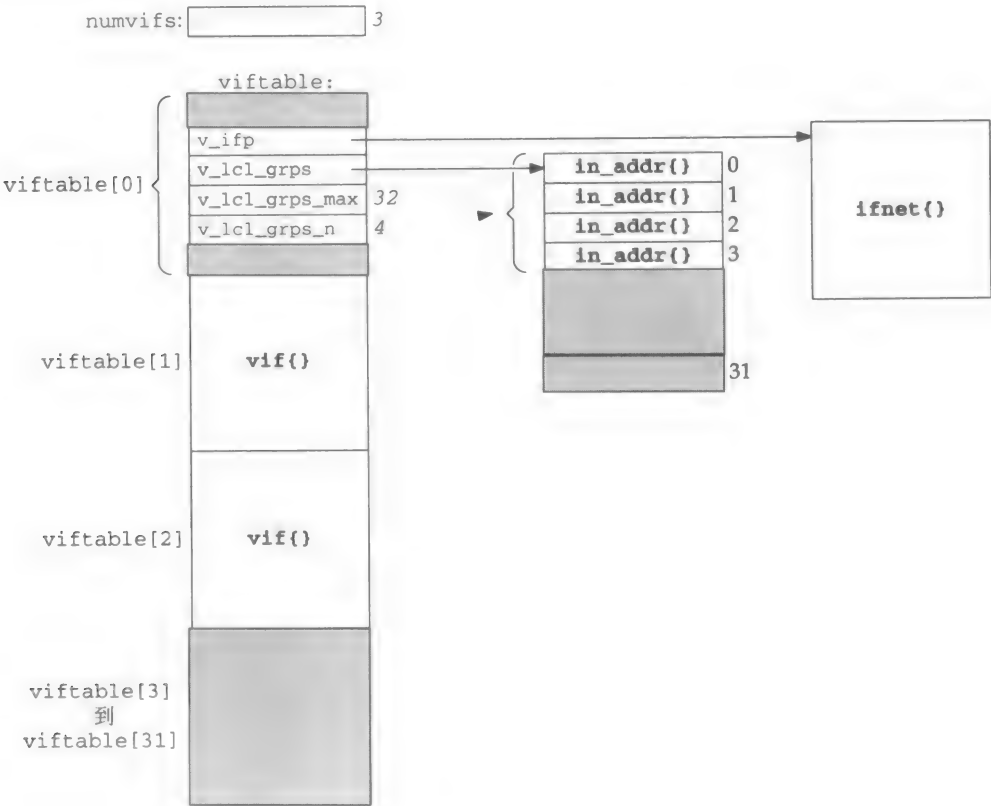 numvifs: 3
viftable:
viftable[0]
v_ifp
v_lcl_grps
v_lcl_grps_max 32
v_lcl_grps_n 4
in_addr{} 0
in_addr{} 1
in_addr{} 2
in_addr{} 3
31
ifnet{}
viftable[1] vif{}
viftable[2] vif{}
viftable[3]
到
viftable[31]